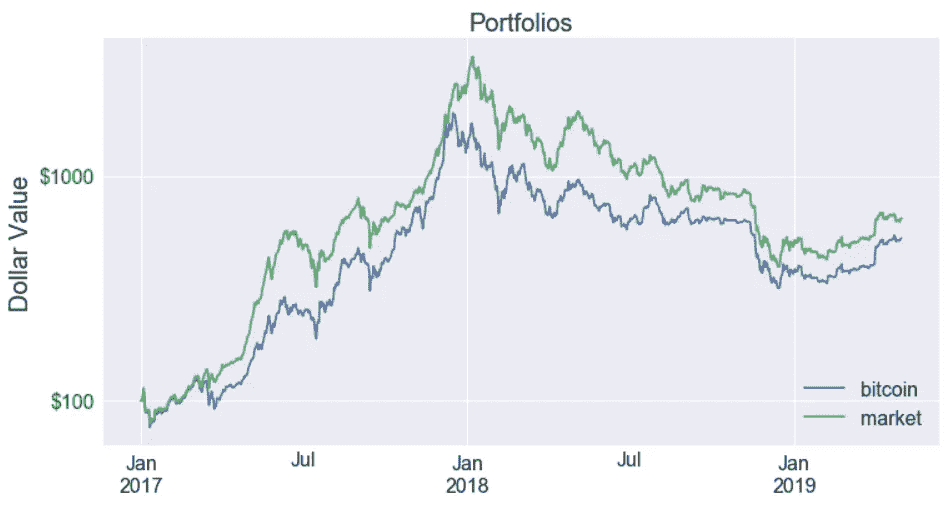 Portfolios
Dollar Value
$1000
$100
bitcoin
market
Jan
2017
Jul
Jan
2018
Jul
Jan
2019